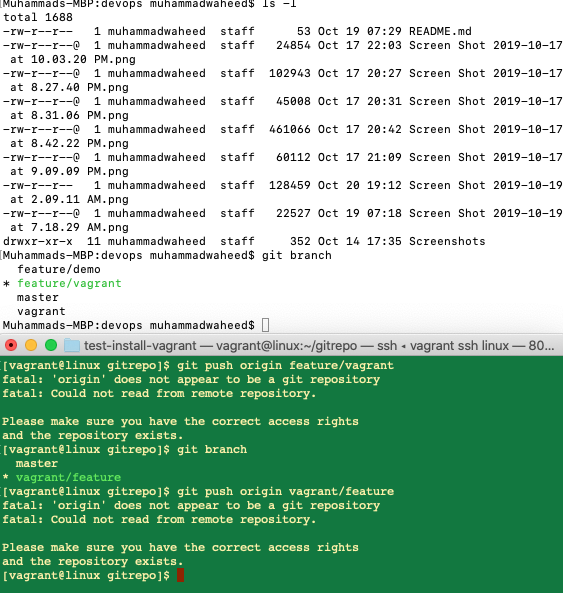 [Muhammads-MBP:devops muhammadwaheed$ ls -l
total 1688
-rw-r--r--   1 muhammadwaheed  staff      53 Oct 19 07:29 README.md
-rw-r--r--@  1 muhammadwaheed  staff   24854 Oct 17 22:03 Screen Shot 2019-10-17
 at 10.03.20 PM.png
-rw-r--r--@  1 muhammadwaheed  staff  102943 Oct 17 20:27 Screen Shot 2019-10-17
 at 8.27.40 PM.png
-rw-r--r--@  1 muhammadwaheed  staff   45008 Oct 17 20:31 Screen Shot 2019-10-17
 at 8.31.06 PM.png
-rw-r--r--@  1 muhammadwaheed  staff  461066 Oct 17 20:42 Screen Shot 2019-10-17
 at 8.42.22 PM.png
-rw-r--r--@  1 muhammadwaheed  staff   60112 Oct 17 21:09 Screen Shot 2019-10-17
 at 9.09.09 PM.png
-rw-r--r--   1 muhammadwaheed  staff  128459 Oct 20 19:12 Screen Shot 2019-10-19
 at 2.09.11 AM.png
-rw-r--r--@  1 muhammadwaheed  staff   22527 Oct 19 07:18 Screen Shot 2019-10-19
 at 7.18.29 AM.png
drwxr-xr-x  11 muhammadwaheed  staff     352 Oct 14 17:35 Screenshots
[Muhammads-MBP:devops muhammadwaheed$ git branch
  feature/demo
* feature/vagrant
  master
  vagrant
Muhammads-MBP:devops muhammadwaheed$
test-install-vagrant — vagrant@linux:~/gitrepo — ssh ◂ vagrant ssh linux — 80...
[[vagrant@linux gitrepo]$ git push origin feature/vagrant
fatal: 'origin' does not appear to be a git repository
fatal: Could not read from remote repository.
Please make sure you have the correct access rights
and the repository exists.
[[vagrant@linux gitrepo]$ git branch
  master
* vagrant/feature
[[vagrant@linux gitrepo]$ git push origin vagrant/feature
fatal: 'origin' does not appear to be a git repository
fatal: Could not read from remote repository.
Please make sure you have the correct access rights
and the repository exists.
[vagrant@linux gitrepo]$